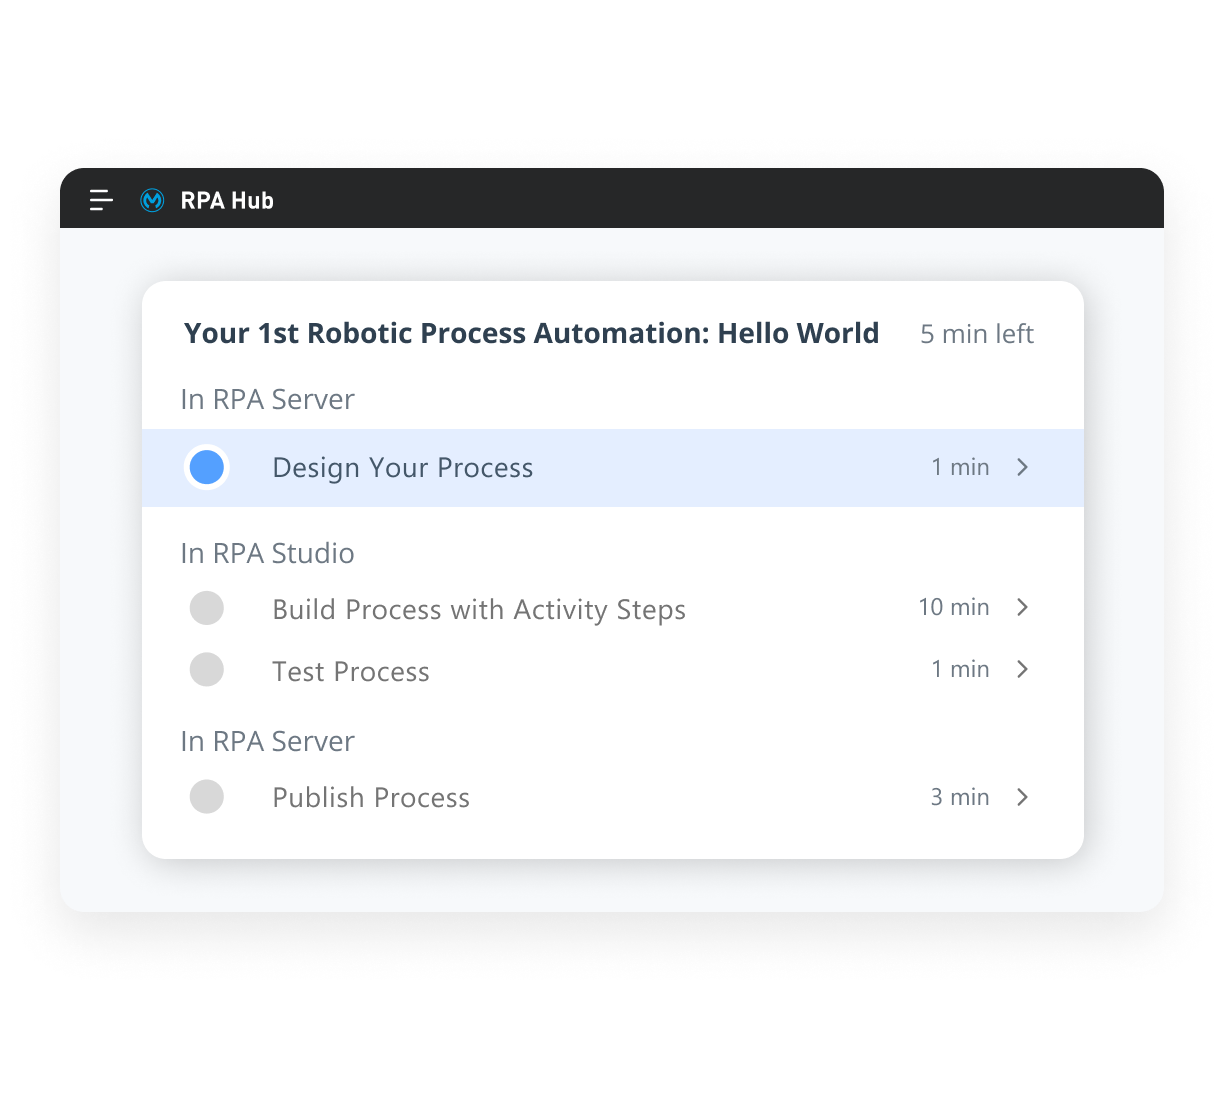 RPA Hub
Your 1st Robotic Process Automation: Hello World 5 min left
In RPA Server
Design Your Process 1 min
In RPA Studio
Build Process with Activity Steps 10 min
Test Process 1 min
In RPA Server
Publish Process 3 min